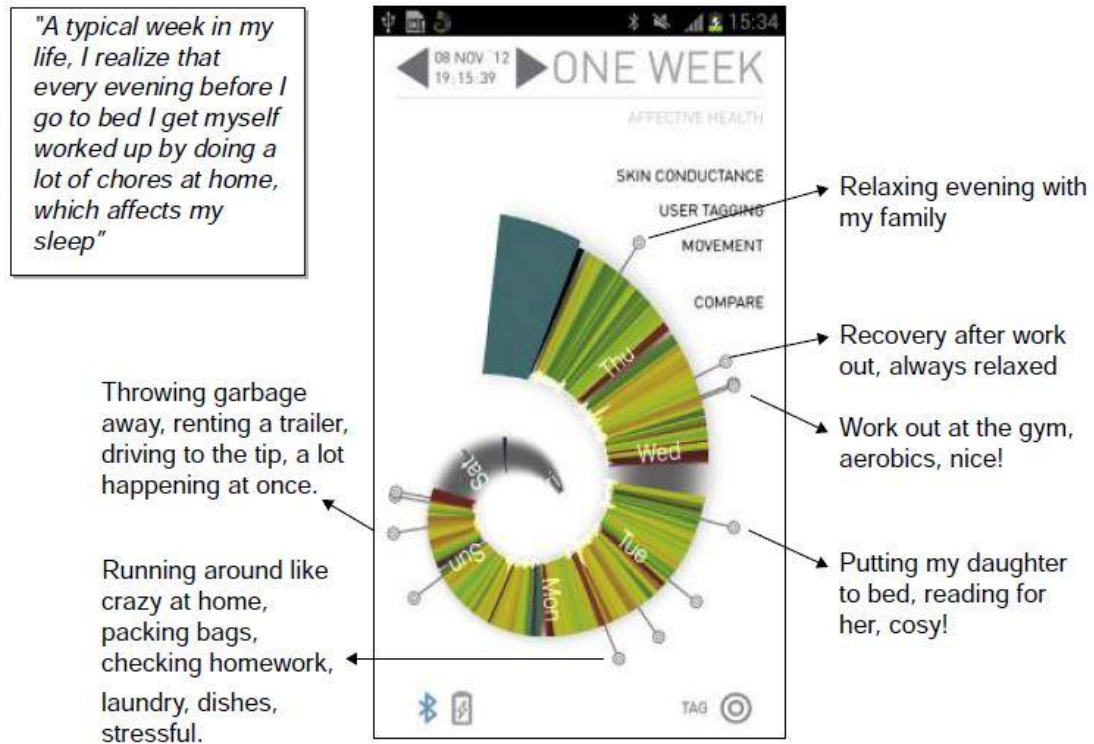 "A typical week in my
life, I realize that
every evening before I
go to bed I get myself
worked up by doing a
lot of chores at home,
which affects my
sleep"
15:34
08 NOV '12
19:15:39
ONE WEEK
AFFECTIVE HEALTH
SKIN CONDUCTANCE
USER TAGGING
MOVEMENT
COMPARE
Thu
Wed
Tue
Mon
Sun
Sat
TAG
Relaxing evening with
my family
Recovery after work
out, always relaxed
Work out at the gym,
aerobics, nice!
Putting my daughter
to bed, reading for
her, cosy!
Throwing garbage
away, renting a trailer,
driving to the tip, a lot
happening at once.
Running around like
crazy at home,
packing bags,
checking homework,
laundry, dishes,
stressful.